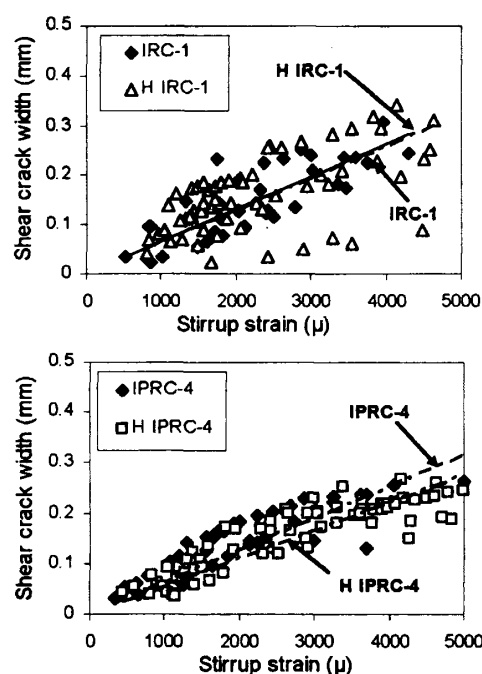 0.5
0.4
0.3
0.2
0.1
0
Shear crack width (mm)
IRC-1
H IRC-1
H IRC-1
IRC-1
0 1000 2000 3000 4000 5000
Stirrup strain (μ)
0.5
0.4
0.3
0.2
0.1
0.0
Shear crack width (mm)
IPRC-4
H IPRC-4
IPRC-4
H IPRC-4
0 1000 2000 3000 4000 5000
Stirrup strain (μ)